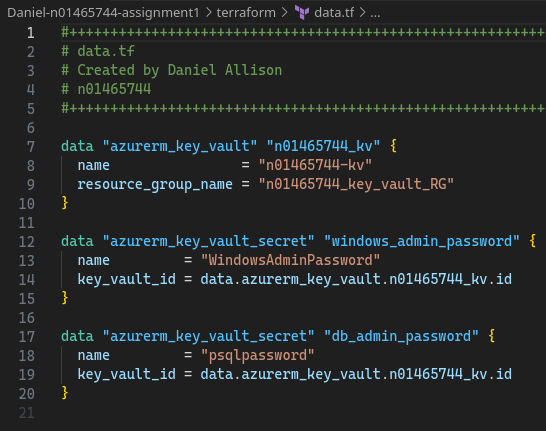 Daniel-n01465744-assignment1 > terraform > data.tf > ...
1 #++++++++++++++++++++++++++++++++++++++++++++++++++++++++++
2 # data.tf
3 # Created by Daniel Allison
4 # n01465744
5 #++++++++++++++++++++++++++++++++++++++++++++++++++++++++++
6
7 data "azurerm_key_vault" "n01465744_kv" {
8   name                = "n01465744-kv"
9   resource_group_name = "n01465744_key_vault_RG"
10 }
11
12 data "azurerm_key_vault_secret" "windows_admin_password" {
13   name         = "WindowsAdminPassword"
14   key_vault_id = data.azurerm_key_vault.n01465744_kv.id
15 }
16
17 data "azurerm_key_vault_secret" "db_admin_password" {
18   name         = "psqlpassword"
19   key_vault_id = data.azurerm_key_vault.n01465744_kv.id
20 }
21